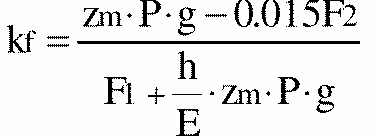 kf = (zm·P·g − 0.015F2) / (F1 + h/E · zm·P·g)